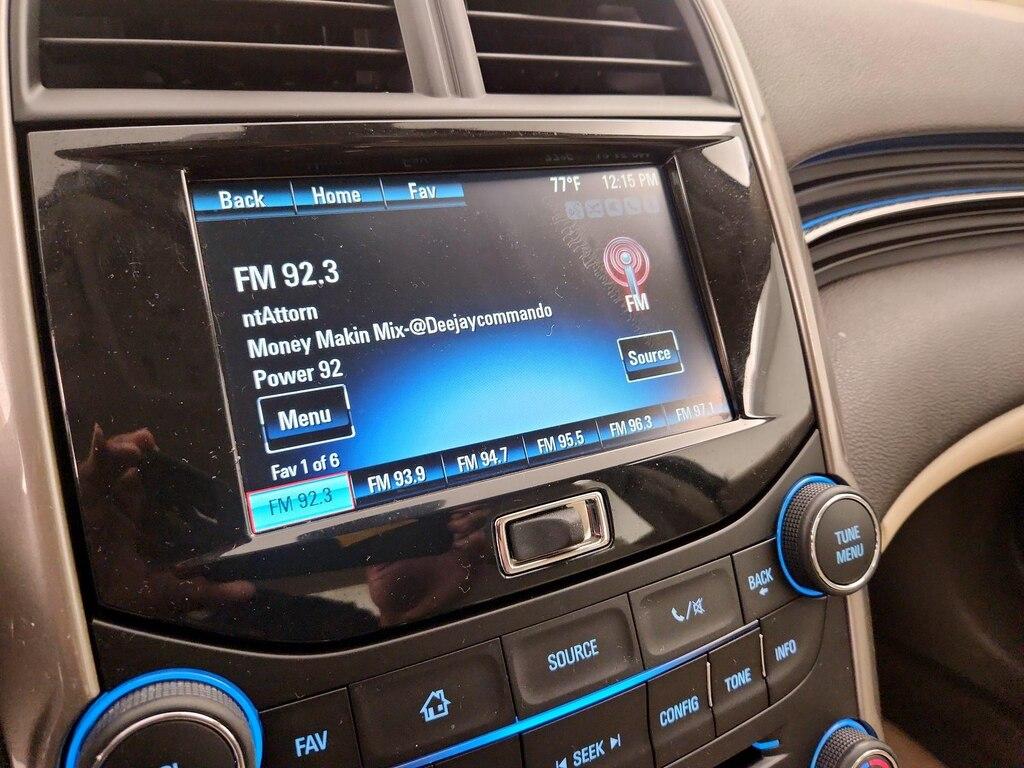 Back Home Fav 77°F 12:15 PM
FM 92.3
FM
ntAttorn
Money Makin Mix-@Deejaycommando
Power 92
Source
Menu
Fav 1 of 6
FM 92.3 FM 93.9 FM 94.7 FM 95.5 FM 96.3 FM 97.1
TUNE
MENU
BACK
SOURCE
INFO
TONE
CONFIG
FAV
SEEK